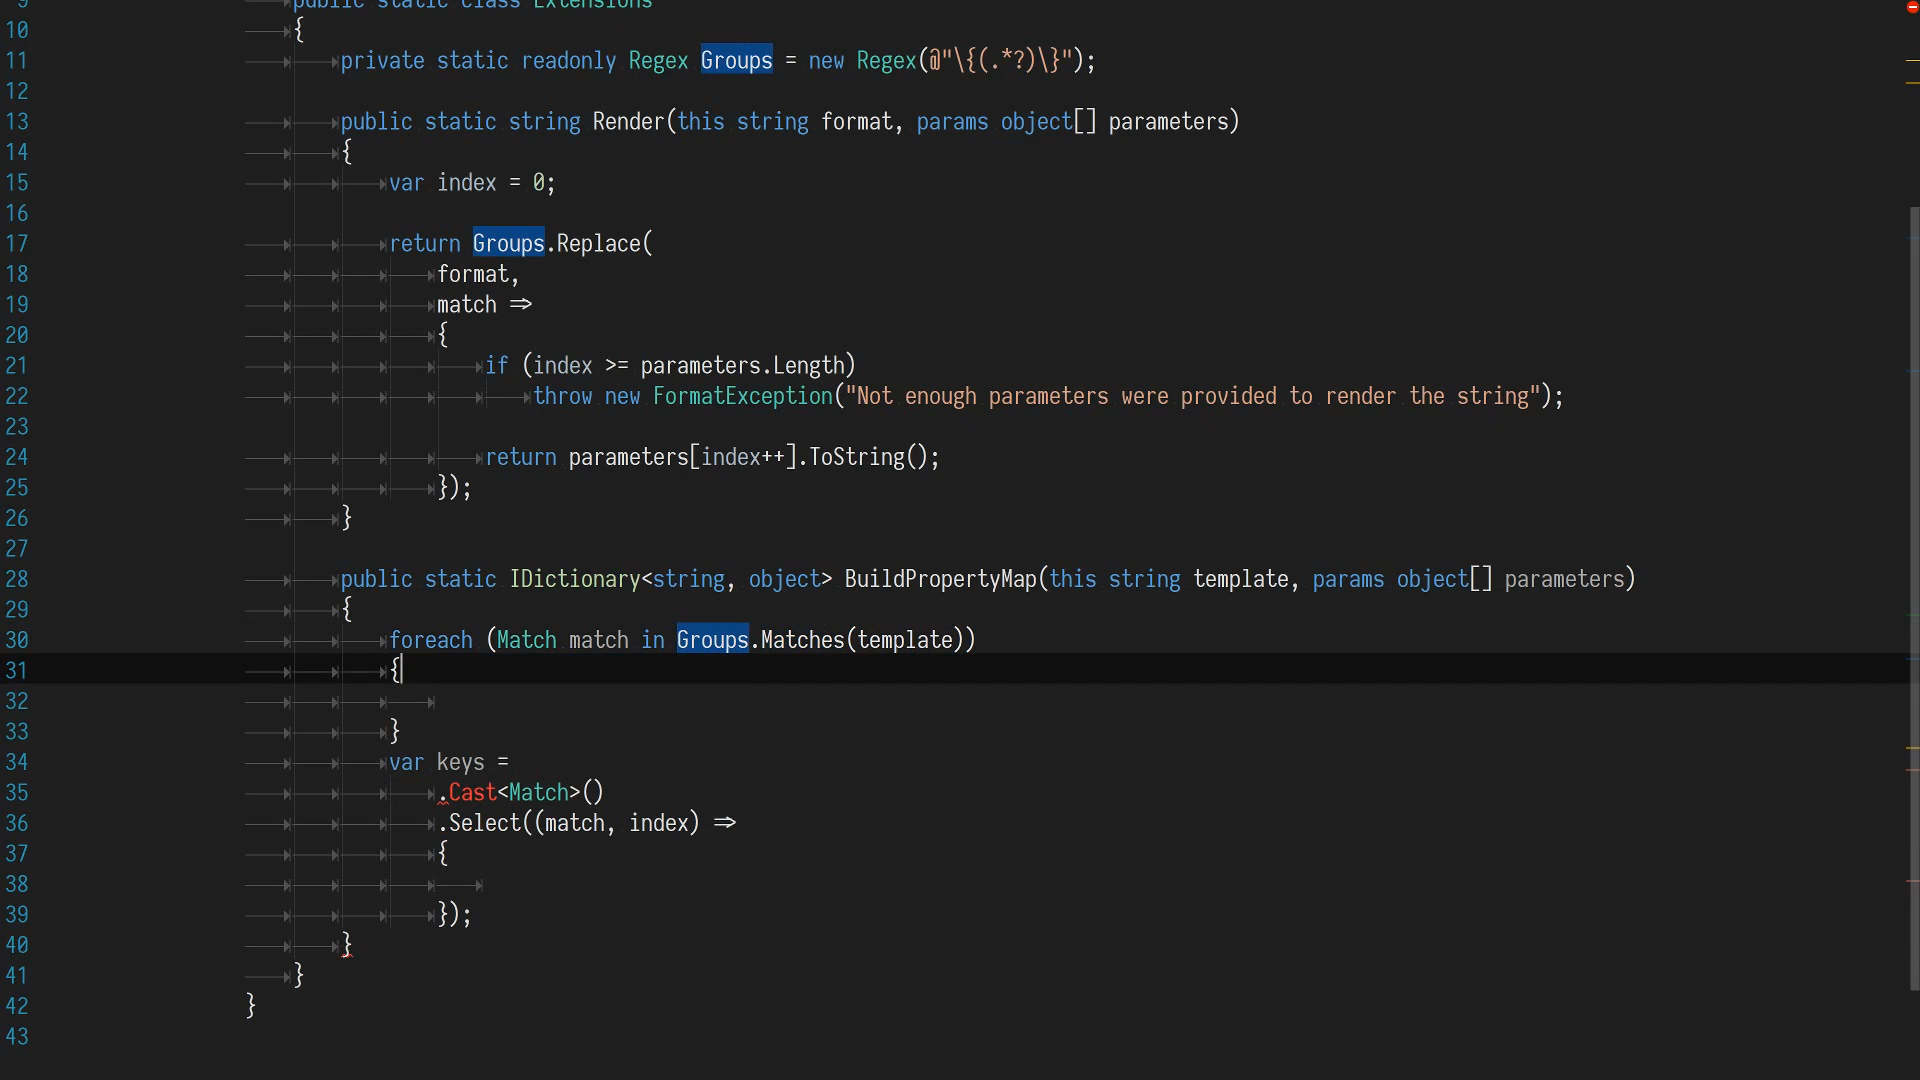 9 public static class Extensions
10 {
11 private static readonly Regex Groups = new Regex(@"\{(.*?)\}");
12
13 public static string Render(this string format, params object[] parameters)
14 {
15 var index = 0;
16
17 return Groups.Replace(
18 format,
19 match =>
20 {
21 if (index >= parameters.Length)
22 throw new FormatException("Not enough parameters were provided to render the string");
23
24 return parameters[index++].ToString();
25 });
26 }
27
28 public static IDictionary<string, object> BuildPropertyMap(this string template, params object[] parameters)
29 {
30 foreach (Match match in Groups.Matches(template))
31 {
32
33 }
34 var keys =
35 .Cast<Match>()
36 .Select((match, index) =>
37 {
38
39 });
40 }
41 }
42 }
43